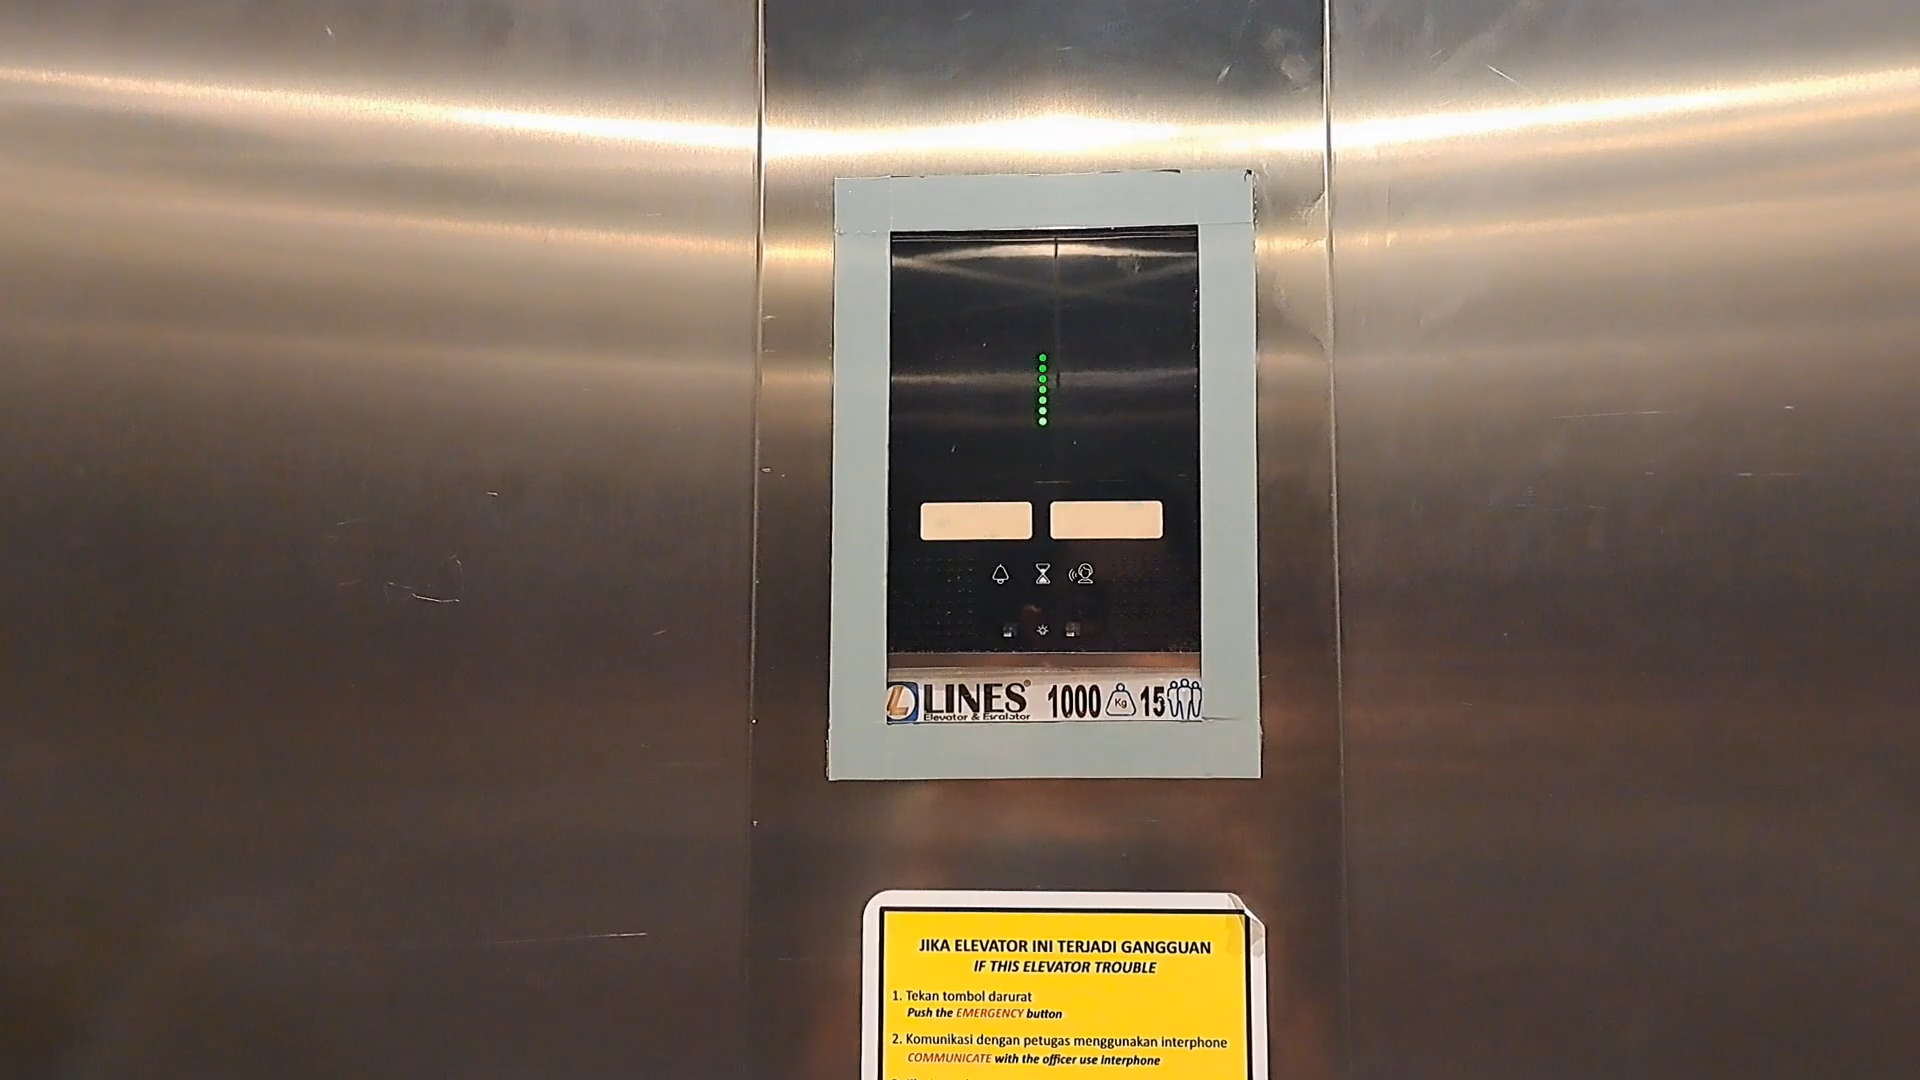 LINES®
Elevator & Escalator
1000 Kg 15
JIKA ELEVATOR INI TERJADI GANGGUAN
IF THIS ELEVATOR TROUBLE
1. Tekan tombol darurat
Push the EMERGENCY button
2. Komunikasi dengan petugas menggunakan interphone
COMMUNICATE with the officer use interphone